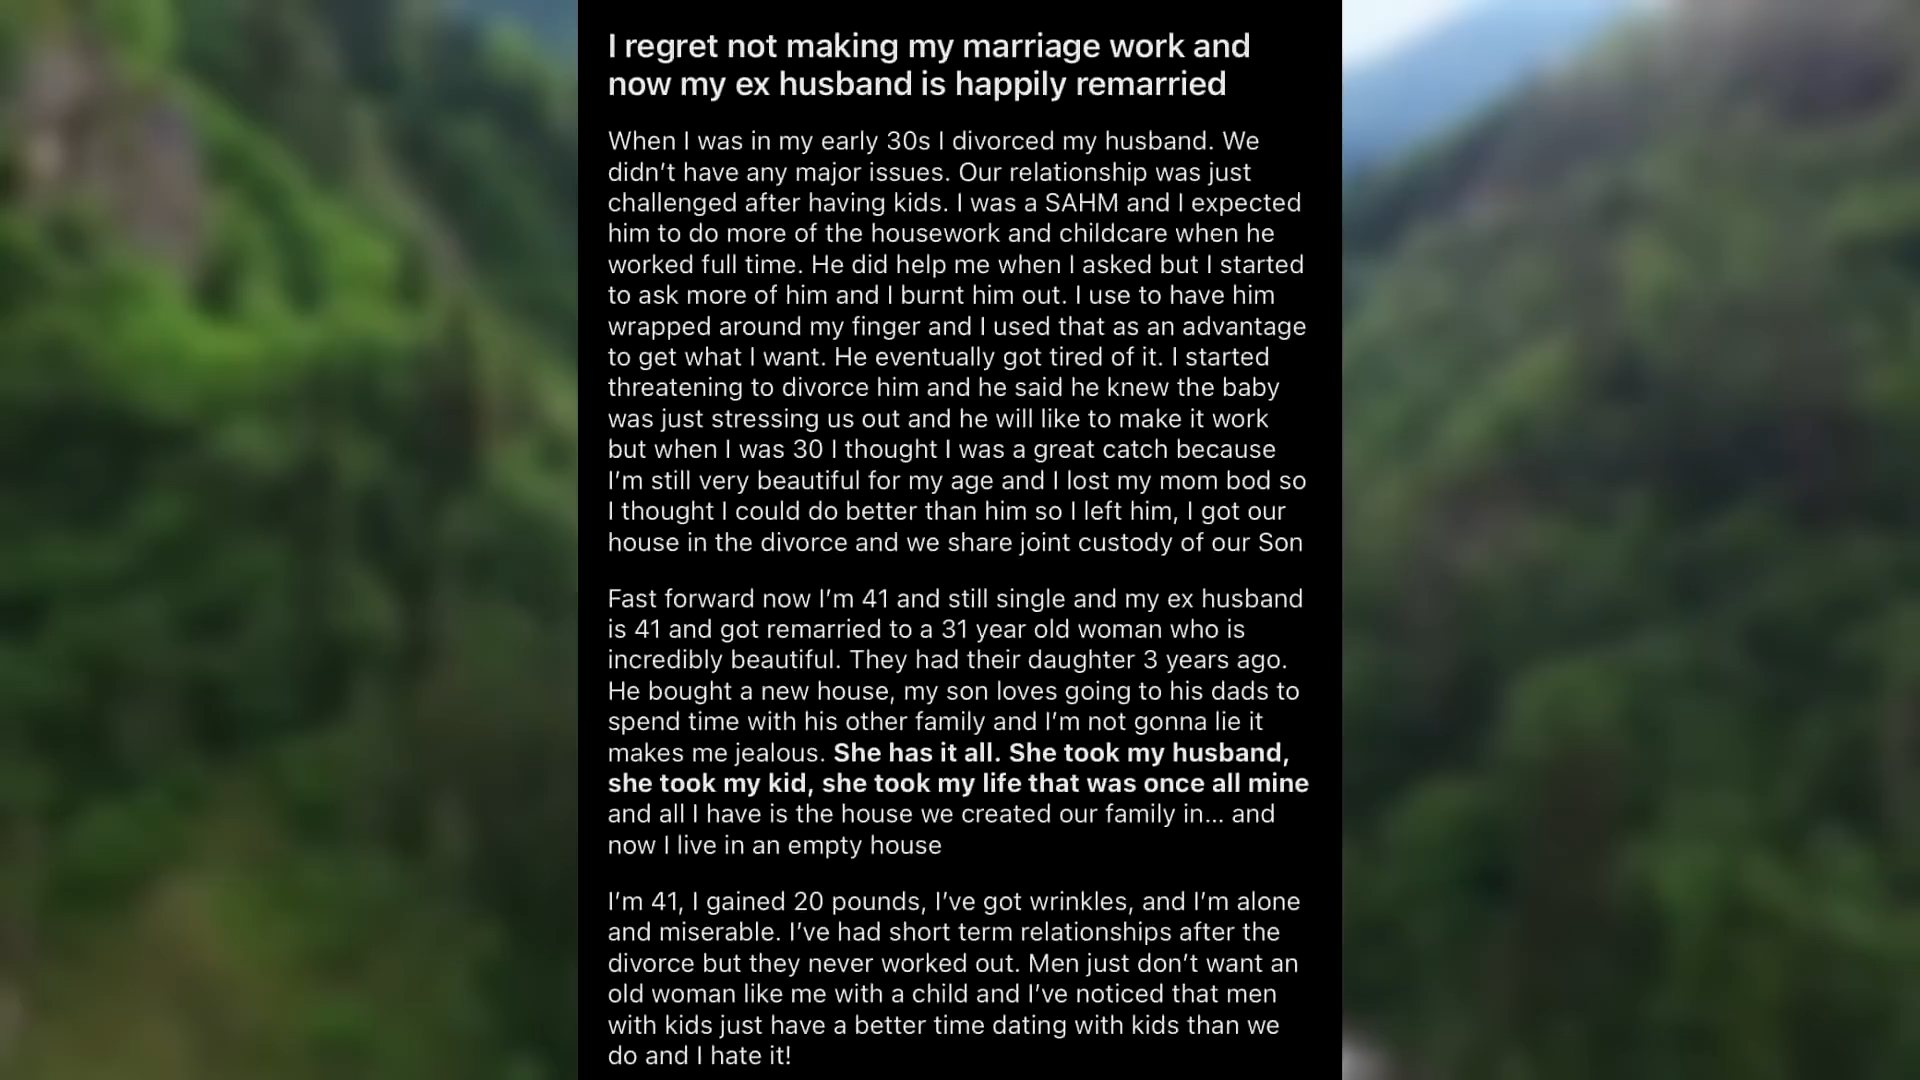 I regret not making my marriage work and
now my ex husband is happily remarried
When I was in my early 30s I divorced my husband. We
didn’t have any major issues. Our relationship was just
challenged after having kids. I was a SAHM and I expected
him to do more of the housework and childcare when he
worked full time. He did help me when I asked but I started
to ask more of him and I burnt him out. I use to have him
wrapped around my finger and I used that as an advantage
to get what I want. He eventually got tired of it. I started
threatening to divorce him and he said he knew the baby
was just stressing us out and he will like to make it work
but when I was 30 I thought I was a great catch because
I’m still very beautiful for my age and I lost my mom bod so
I thought I could do better than him so I left him, I got our
house in the divorce and we share joint custody of our Son
Fast forward now I’m 41 and still single and my ex husband
is 41 and got remarried to a 31 year old woman who is
incredibly beautiful. They had their daughter 3 years ago.
He bought a new house, my son loves going to his dads to
spend time with his other family and I’m not gonna lie it
makes me jealous. She has it all. She took my husband,
she took my kid, she took my life that was once all mine
and all I have is the house we created our family in... and
now I live in an empty house
I’m 41, I gained 20 pounds, I’ve got wrinkles, and I’m alone
and miserable. I’ve had short term relationships after the
divorce but they never worked out. Men just don’t want an
old woman like me with a child and I’ve noticed that men
with kids just have a better time dating with kids than we
do and I hate it!